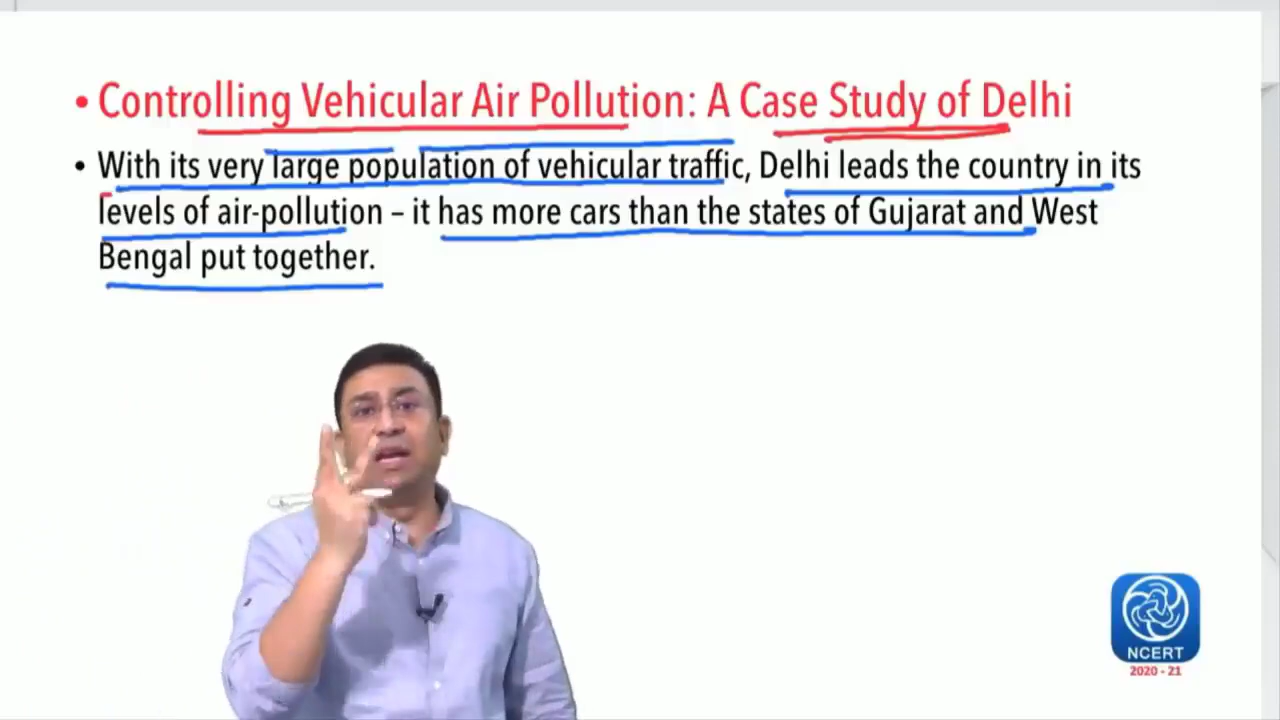 • Controlling Vehicular Air Pollution: A Case Study of Delhi
• With its very large population of vehicular traffic, Delhi leads the country in its
levels of air-pollution – it has more cars than the states of Gujarat and West
Bengal put together.
NCERT
2020 - 21